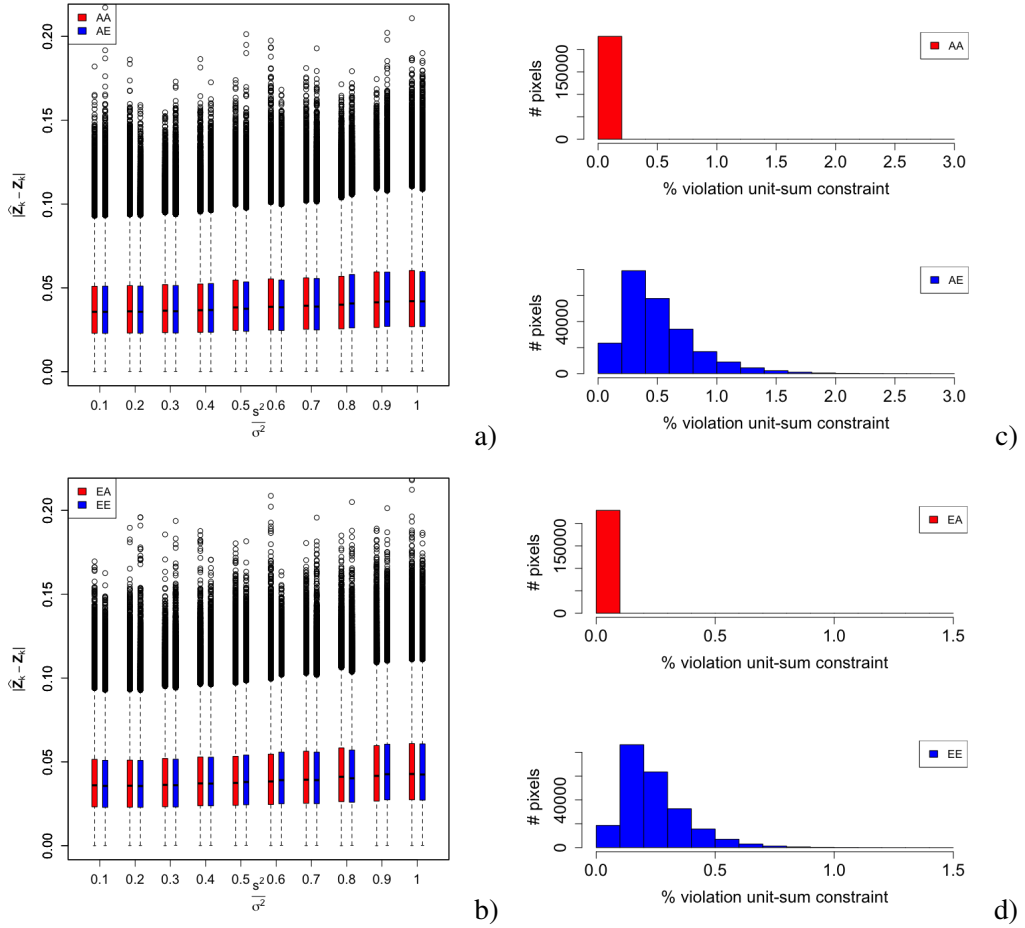 AA
AE
|Ẑk − Zk|
0.20
0.15
0.10
0.05
0.00
0.1 0.2 0.3 0.4 0.5 0.6 0.7 0.8 0.9 1
s²
σ²
a)
AA
# pixels
150000
0
0.0 0.5 1.0 1.5 2.0 2.5 3.0
% violation unit-sum constraint
AE
# pixels
40000
0
0.0 0.5 1.0 1.5 2.0 2.5 3.0
% violation unit-sum constraint
c)
EA
EE
|Ẑk − Zk|
0.20
0.15
0.10
0.05
0.00
0.1 0.2 0.3 0.4 0.5 0.6 0.7 0.8 0.9 1
s²
σ²
b)
EA
# pixels
150000
0
0.0 0.5 1.0 1.5
% violation unit-sum constraint
EE
# pixels
40000
0
0.0 0.5 1.0 1.5
% violation unit-sum constraint
d)